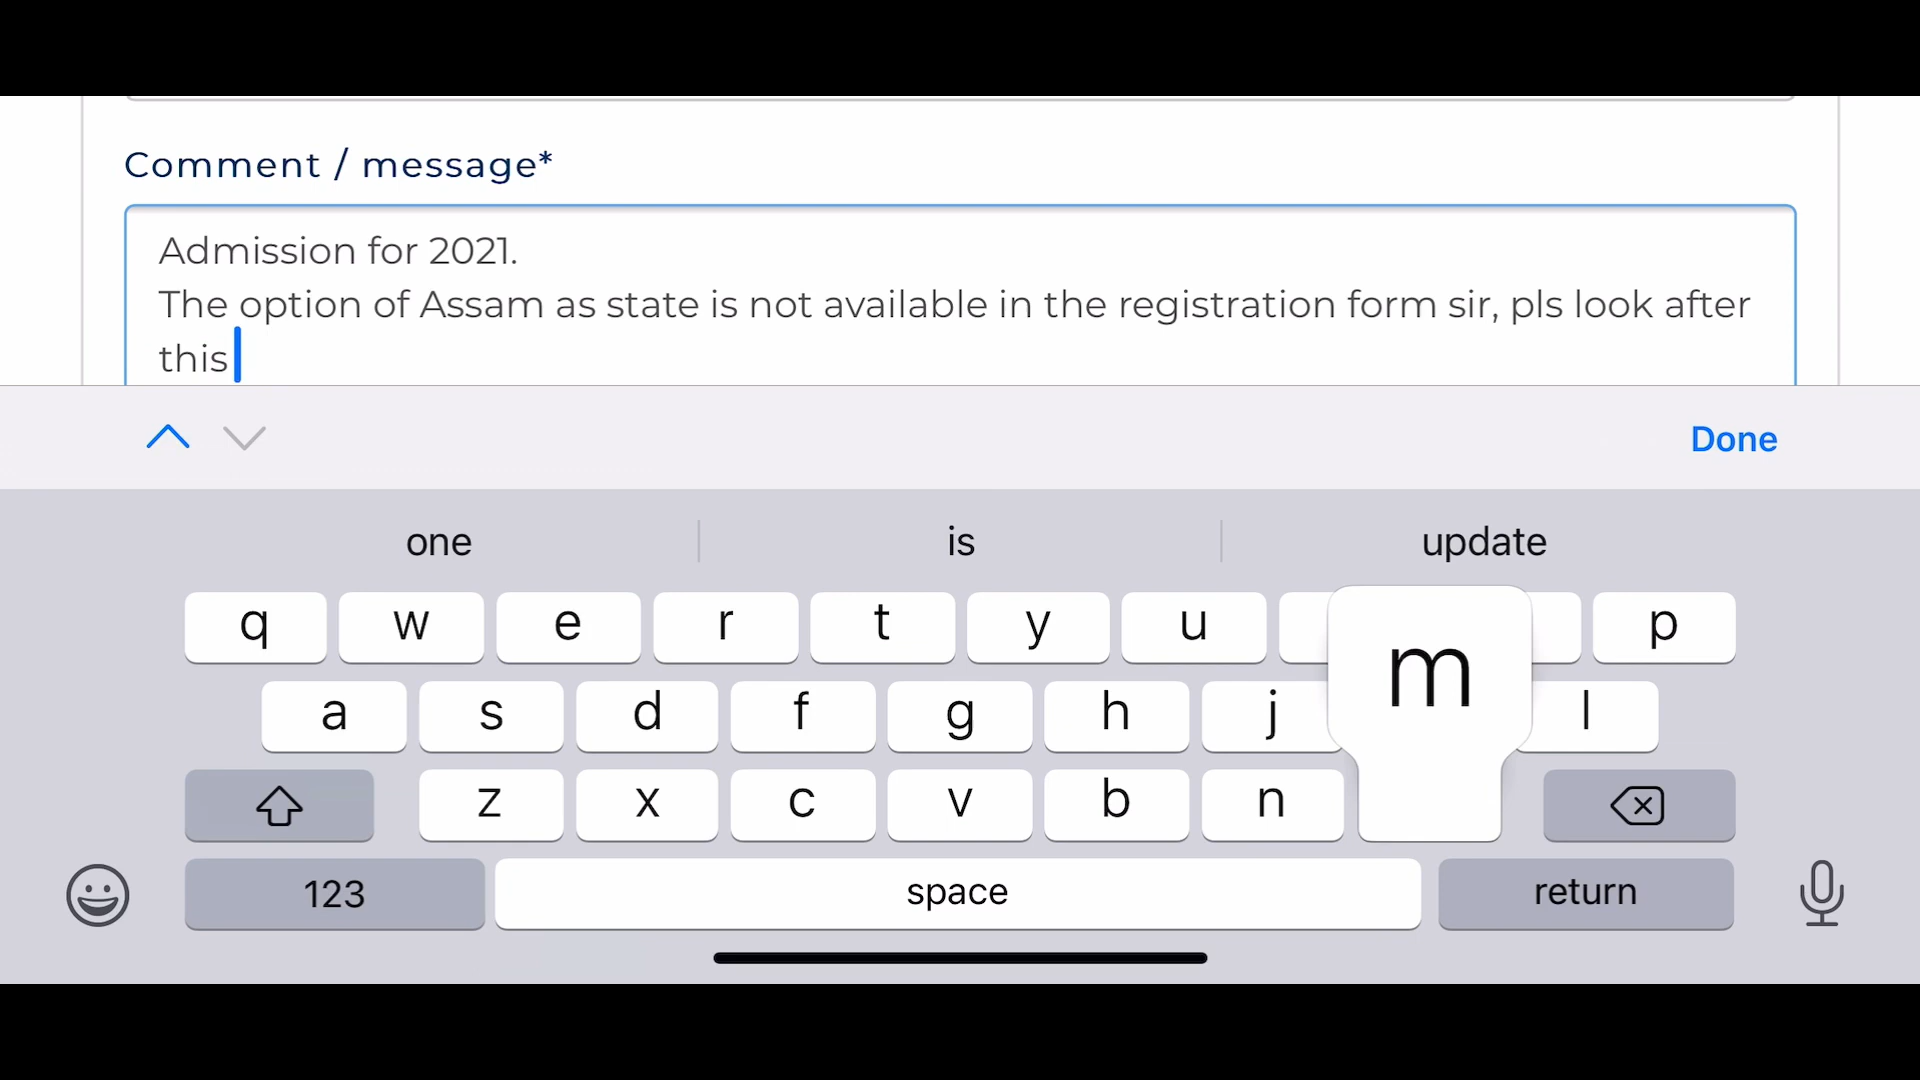 Comment / message*
Admission for 2021.
The option of Assam as state is not available in the registration form sir, pls look after
this
Done
one is update
q w e r t y u p
a s d f g h j l
m
z x c v b n
123 space return